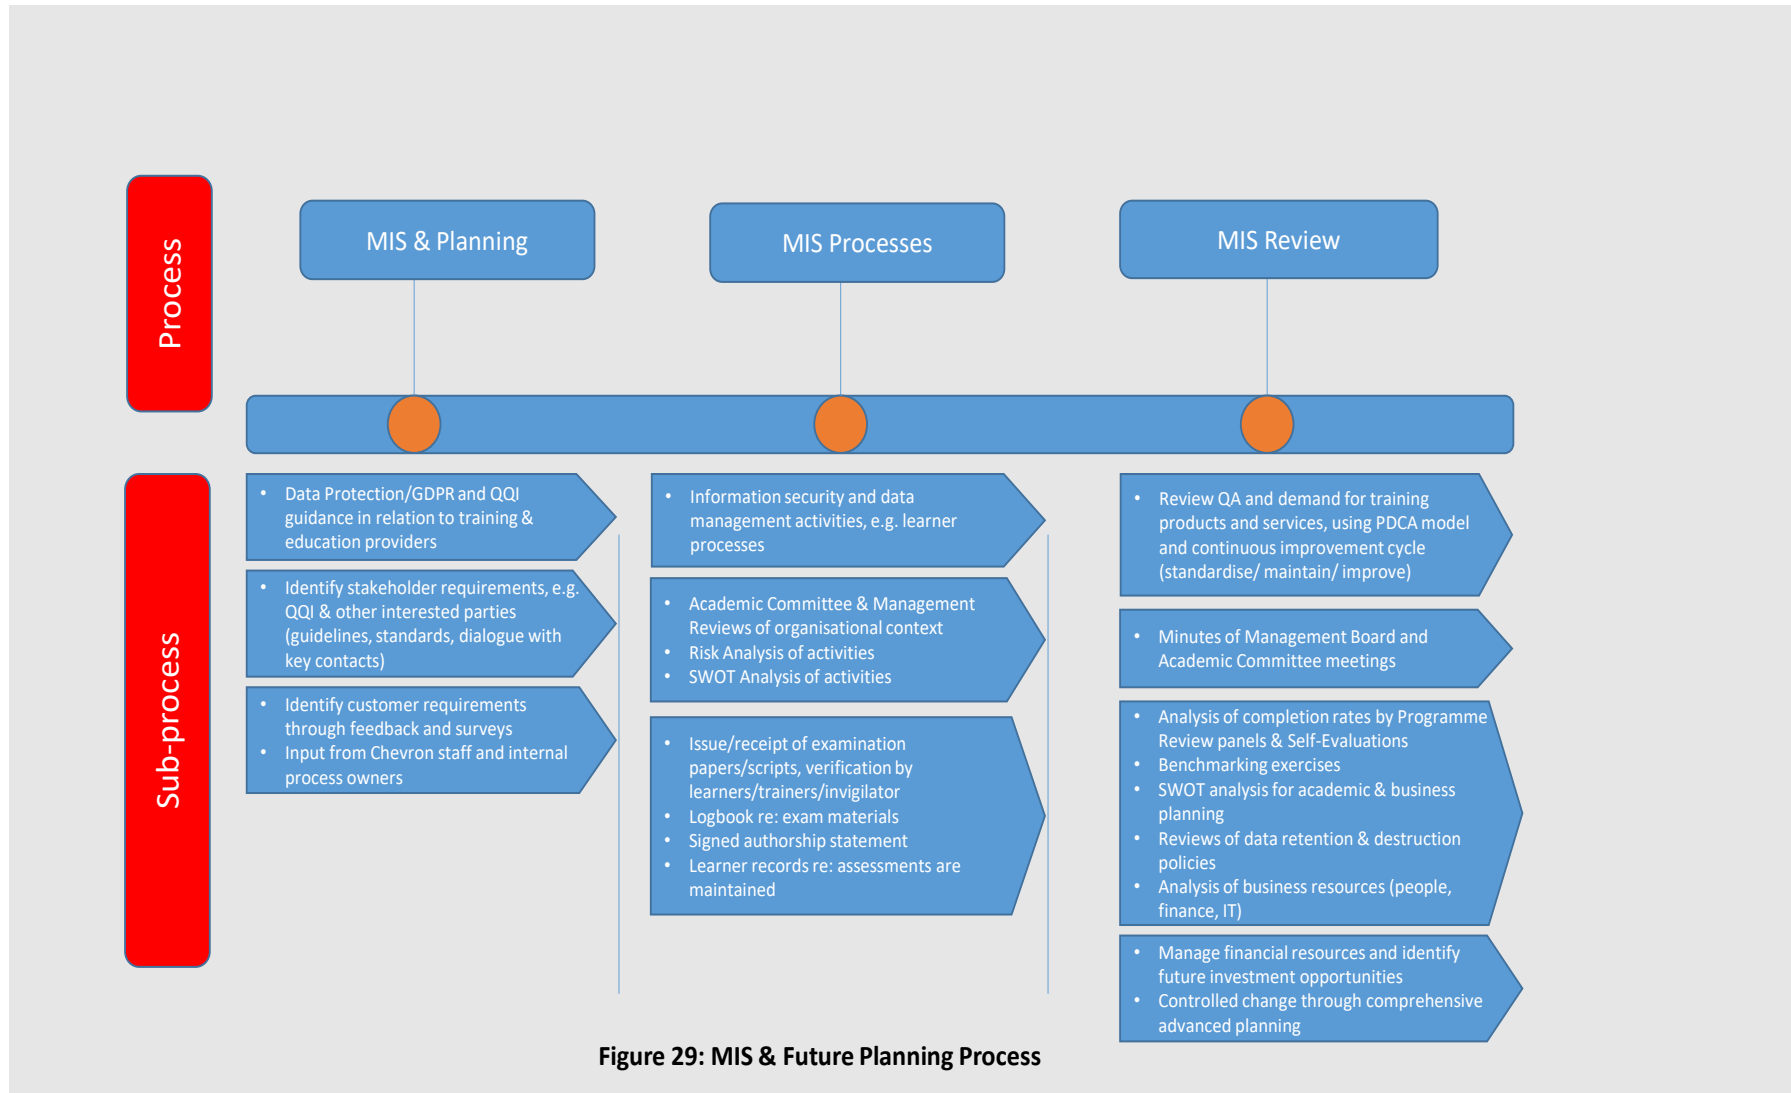 Process
MIS & Planning
MIS Processes
MIS Review
Sub-process
• Data Protection/GDPR and QQI
guidance in relation to training &
education providers
• Identify stakeholder requirements, e.g.
QQI & other interested parties
(guidelines, standards, dialogue with
key contacts)
• Identify customer requirements
through feedback and surveys
• Input from Chevron staff and internal
process owners
• Information security and data
management activities, e.g. learner
processes
• Academic Committee & Management
Reviews of organisational context
• Risk Analysis of activities
• SWOT Analysis of activities
• Issue/receipt of examination
papers/scripts, verification by
learners/trainers/invigilator
• Logbook re: exam materials
• Signed authorship statement
• Learner records re: assessments are
maintained
• Review QA and demand for training
products and services, using PDCA model
and continuous improvement cycle
(standardise/ maintain/ improve)
• Minutes of Management Board and
Academic Committee meetings
• Analysis of completion rates by Programme
Review panels & Self-Evaluations
• Benchmarking exercises
• SWOT analysis for academic & business
planning
• Reviews of data retention & destruction
policies
• Analysis of business resources (people,
finance, IT)
• Manage financial resources and identify
future investment opportunities
• Controlled change through comprehensive
advanced planning
Figure 29: MIS & Future Planning Process